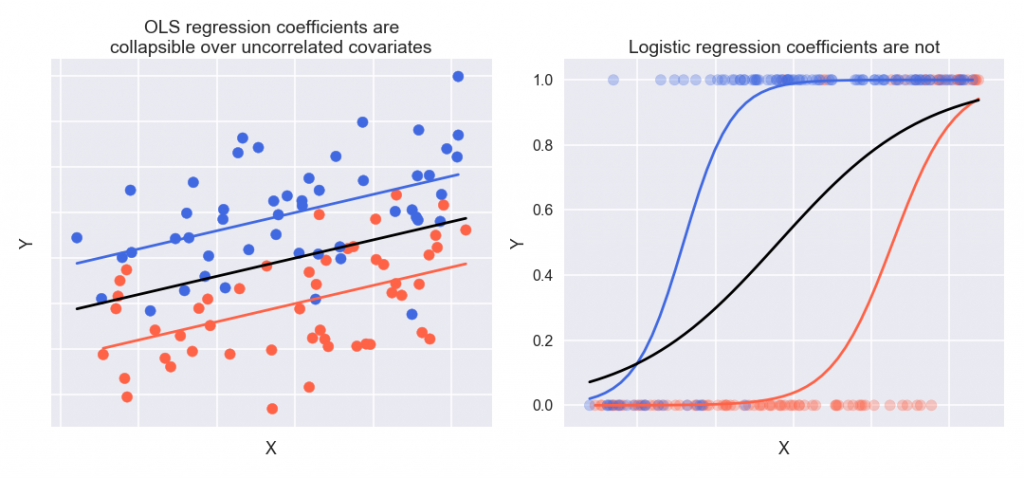 OLS regression coefficients are
collapsible over uncorrelated covariates
Y
X
Logistic regression coefficients are not
1.0
0.8
0.6
0.4
0.2
0.0
Y
X